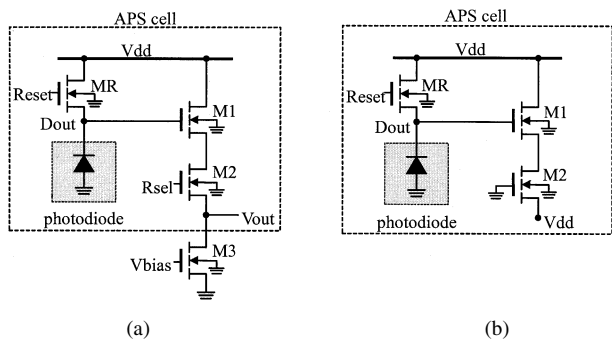 APS cell
Vdd
MR
Reset
M1
Dout
M2
Rsel
photodiode
Vout
M3
Vbias
(a)
APS cell
Vdd
MR
Reset
M1
Dout
M2
photodiode
Vdd
(b)